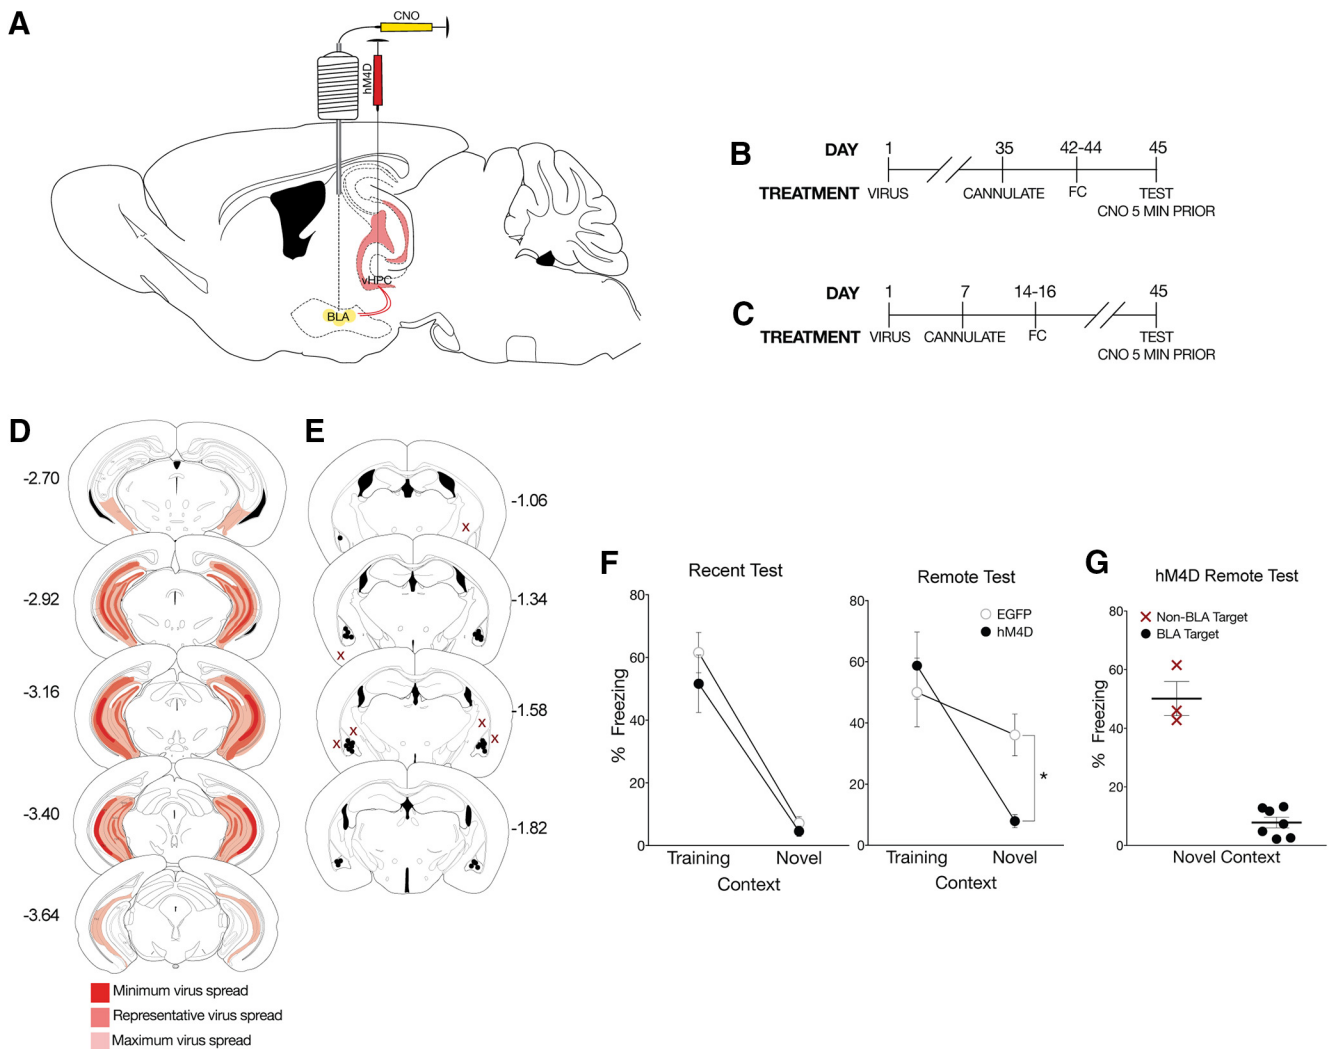 A
CNO
hM4D
vHPC
BLA
B
DAY 1 35 42-44 45
TREATMENT VIRUS CANNULATE FC TEST
CNO 5 MIN PRIOR
C
DAY 1 7 14-16 45
TREATMENT VIRUS CANNULATE FC TEST
CNO 5 MIN PRIOR
D
-2.70
-2.92
-3.16
-3.40
-3.64
Minimum virus spread
Representative virus spread
Maximum virus spread
E
-1.06
-1.34
-1.58
-1.82
F
Recent Test
% Freezing
80
60
40
20
0
Training Novel
Context
Remote Test
EGFP
hM4D
80
60
40
20
0
*
Training Novel
Context
G
hM4D Remote Test
Non-BLA Target
BLA Target
% Freezing
80
60
40
20
0
Novel Context